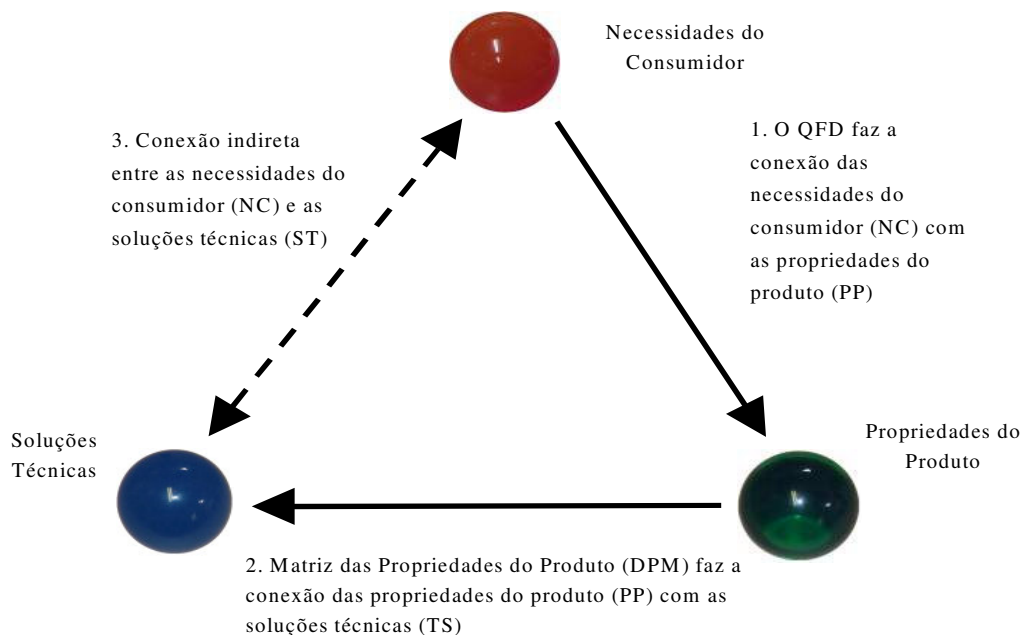 Necessidades do
Consumidor
3. Conexão indireta
entre as necessidades do
consumidor (NC) e as
soluções técnicas (ST)
1. O QFD faz a
conexão das
necessidades do
consumidor (NC) com
as propriedades do
produto (PP)
Soluções
Técnicas
Propriedades do
Produto
2. Matriz das Propriedades do Produto (DPM) faz a
conexão das propriedades do produto (PP) com as
soluções técnicas (TS)